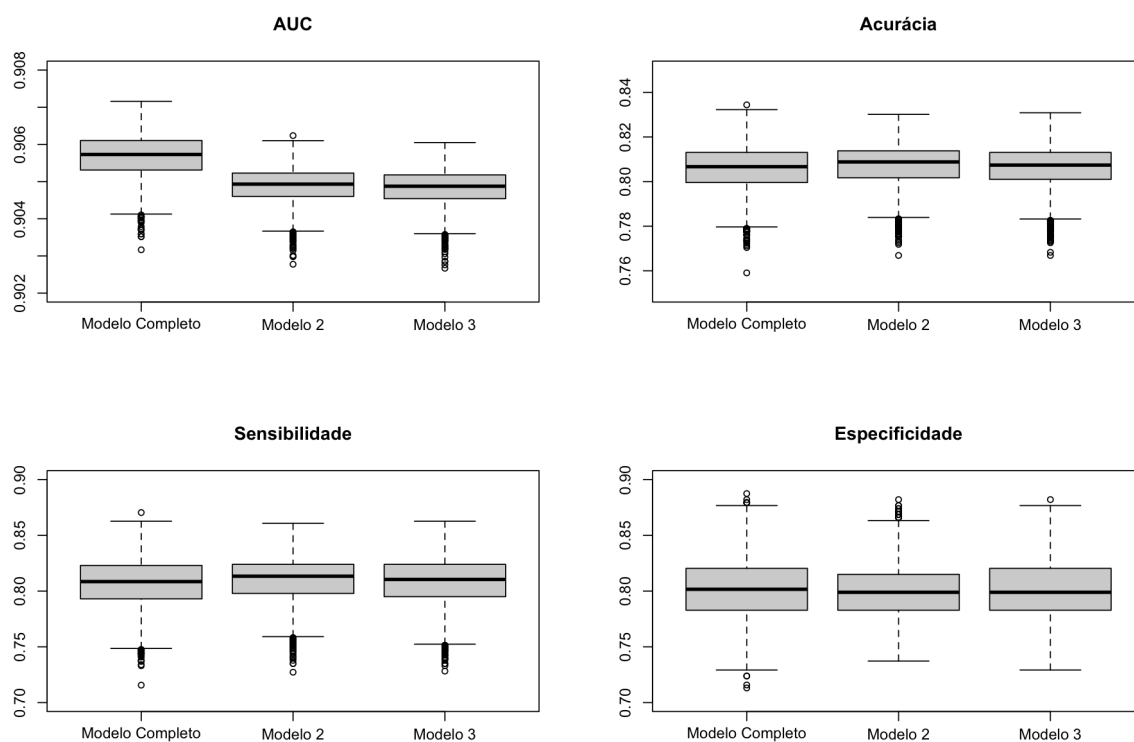 AUC
0.908
0.906
0.904
0.902
Modelo Completo Modelo 2 Modelo 3
Acurácia
0.84
0.82
0.80
0.78
0.76
Modelo Completo Modelo 2 Modelo 3
Sensibilidade
0.90
0.85
0.80
0.75
0.70
Modelo Completo Modelo 2 Modelo 3
Especificidade
0.90
0.85
0.80
0.75
0.70
Modelo Completo Modelo 2 Modelo 3